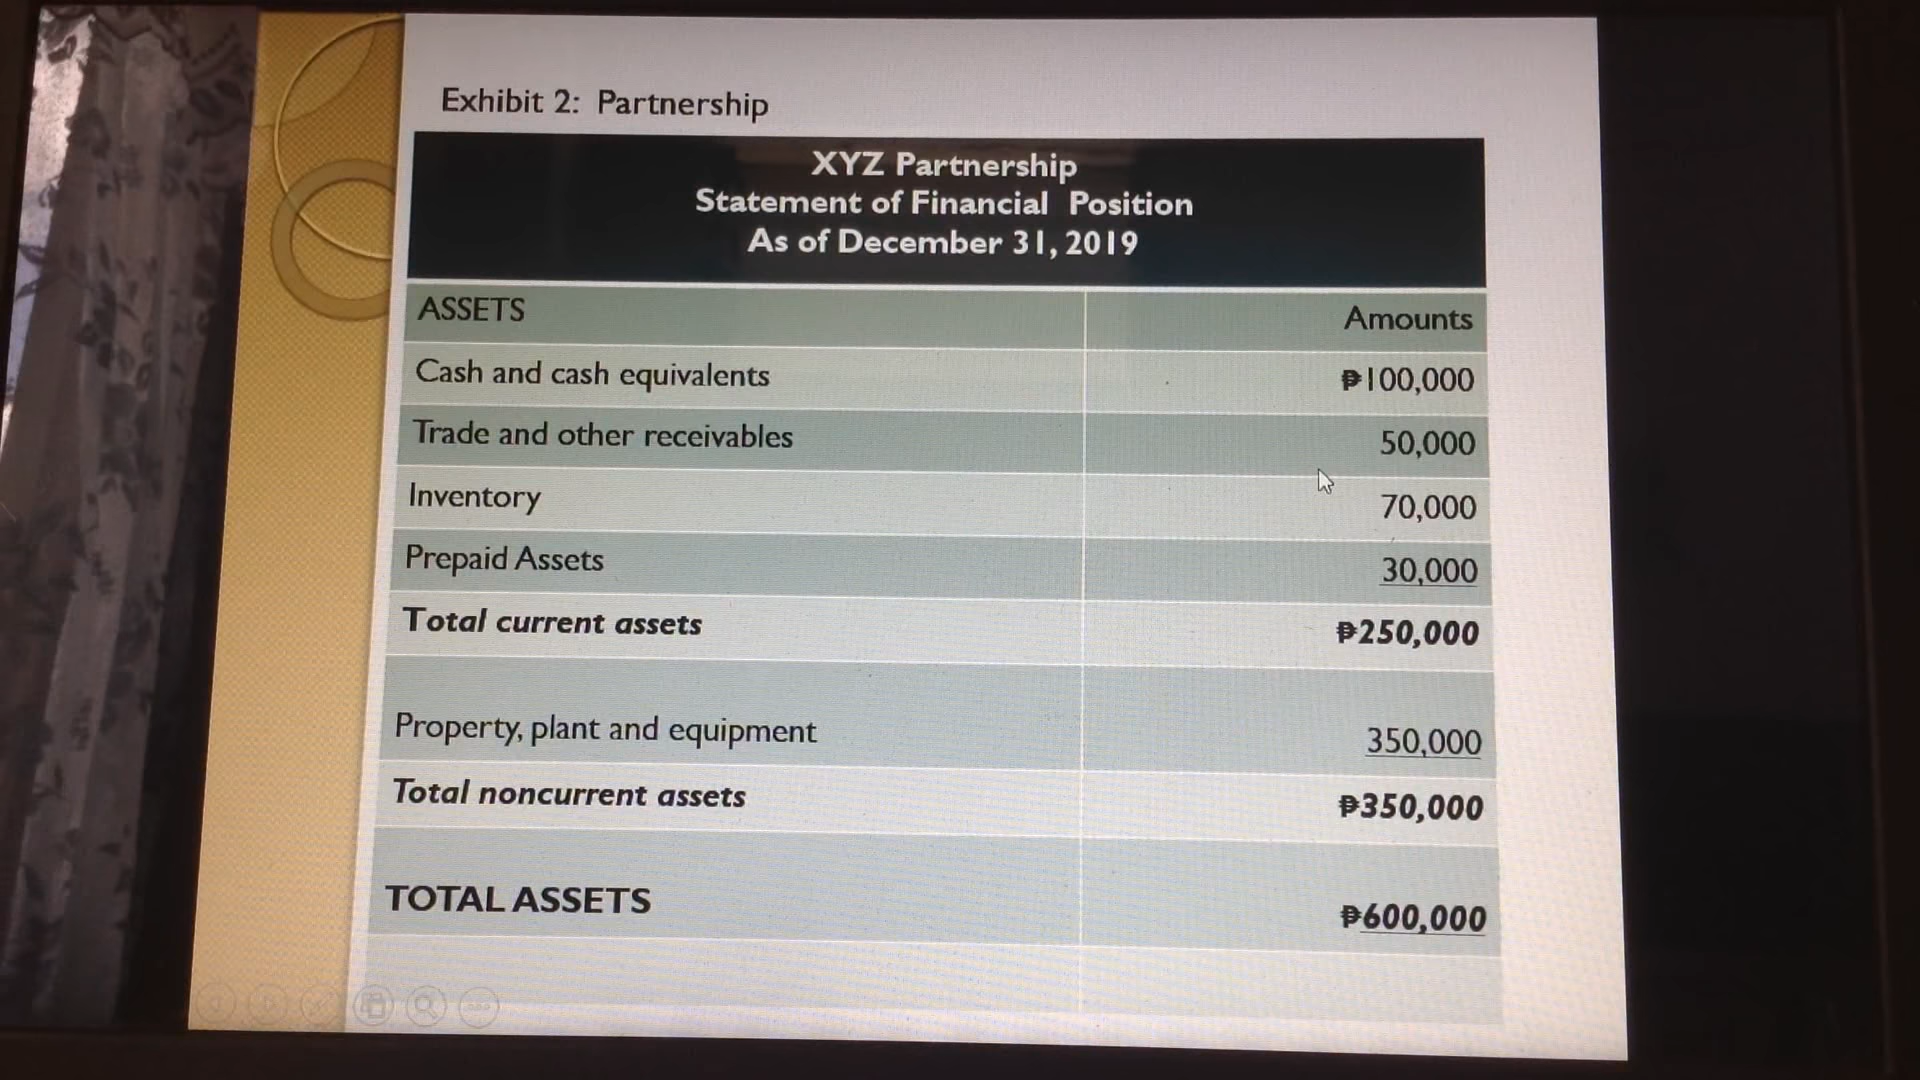 Exhibit 2: Partnership
XYZ Partnership
Statement of Financial Position
As of December 31, 2019
ASSETS Amounts
Cash and cash equivalents ₱100,000
Trade and other receivables 50,000
Inventory 70,000
Prepaid Assets 30,000
Total current assets ₱250,000
Property, plant and equipment 350,000
Total noncurrent assets ₱350,000
TOTAL ASSETS ₱600,000